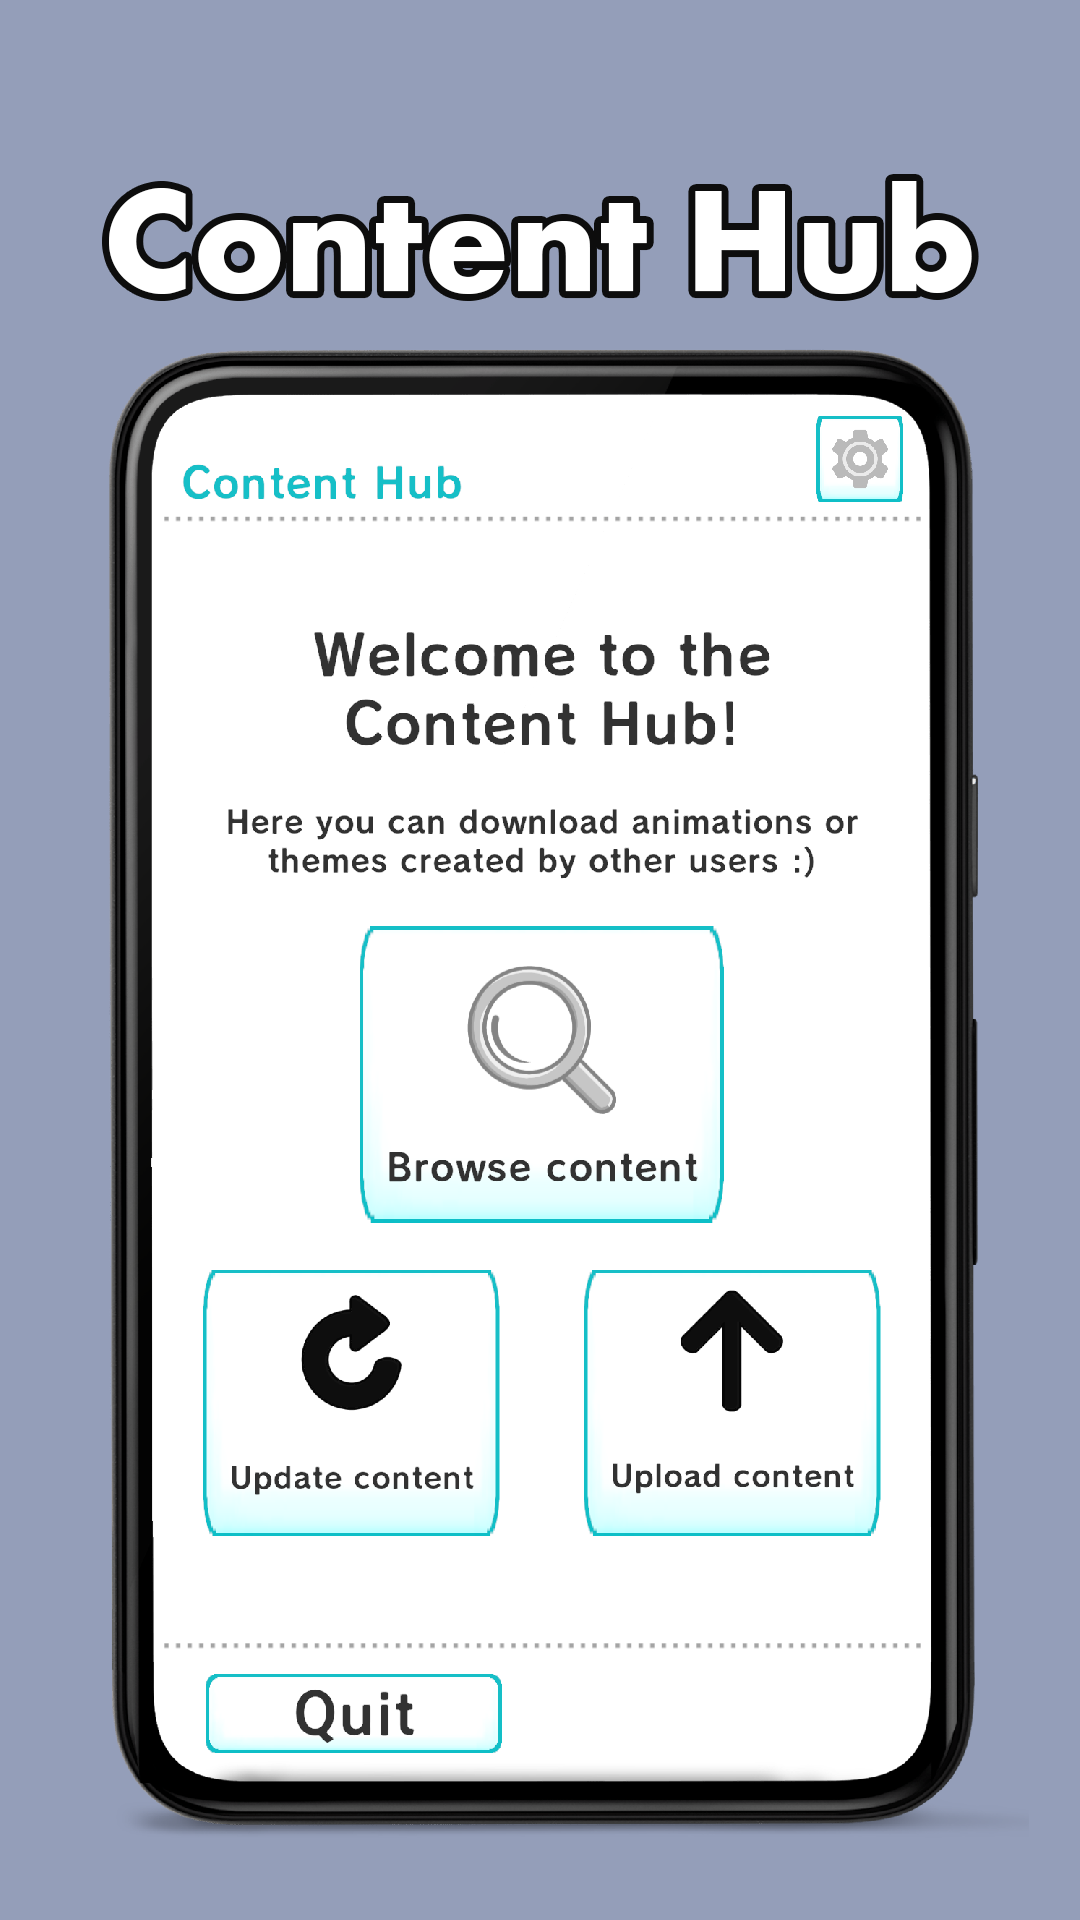 Content Hub
Content Hub
Welcome to the
Content Hub!
Here you can download animations or
themes created by other users :)
Browse content
Update content
Upload content
Quit